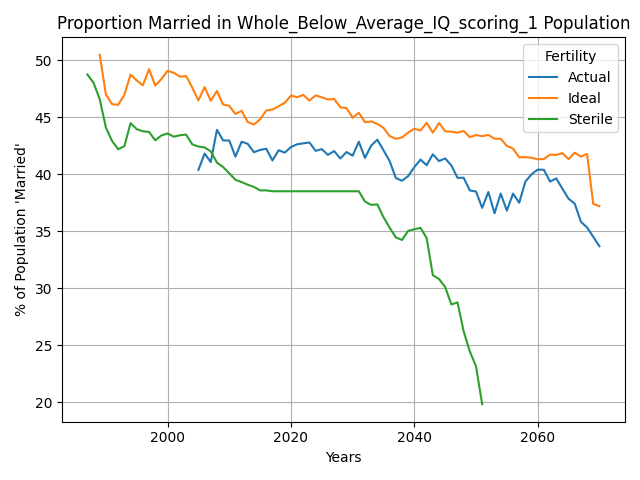 Proportion Married in Whole_Below_Average_IQ_scoring_1 Population
% of Population 'Married'
50
45
40
35
30
25
20
Fertility
Actual
Ideal
Sterile
2000
2020
2040
2060
Years